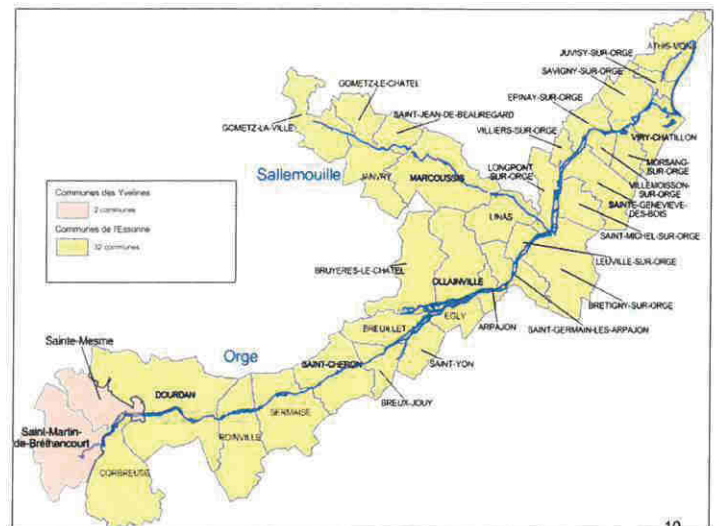 ATHIS-MONS
JUVISY-SUR-ORGE
SAVIGNY-SUR-ORGE
EPINAY-SUR-ORGE
VILLIERS-SUR-ORGE
GOMETZ-LE-CHATEL
SAINT-JEAN-DE-BEAUREGARD
GOMETZ-LA-VILLE
VIRY-CHATILLON
MORSANG-
SUR-ORGE
LONGPONT
SUR-ORGE
Sallemouille
JANVRY
MARCOUSSIS
VILLEMOISSON-
SUR-ORGE
SAINTE-GENEVIEVE-
DES-BOIS
Communes des Yvelines
2 communes
Communes de l'Essonne
32 communes
LINAS
SAINT-MICHEL-SUR-ORGE
LEUVILLE-SUR-ORGE
BRUYERES-LE-CHATEL
OLLAINVILLE
BRETIGNY-SUR-ORGE
EGLY
ARPAJON
SAINT-GERMAIN-LES-ARPAJON
BREUILLET
Sainte-Mesme
Orge
SAINT-CHERON
SAINT-YON
DOURDAN
BREUX-JOUY
SERMAISE
Saint-Martin-
de-Bréthencourt
ROINVILLE
CORBREUSE
10